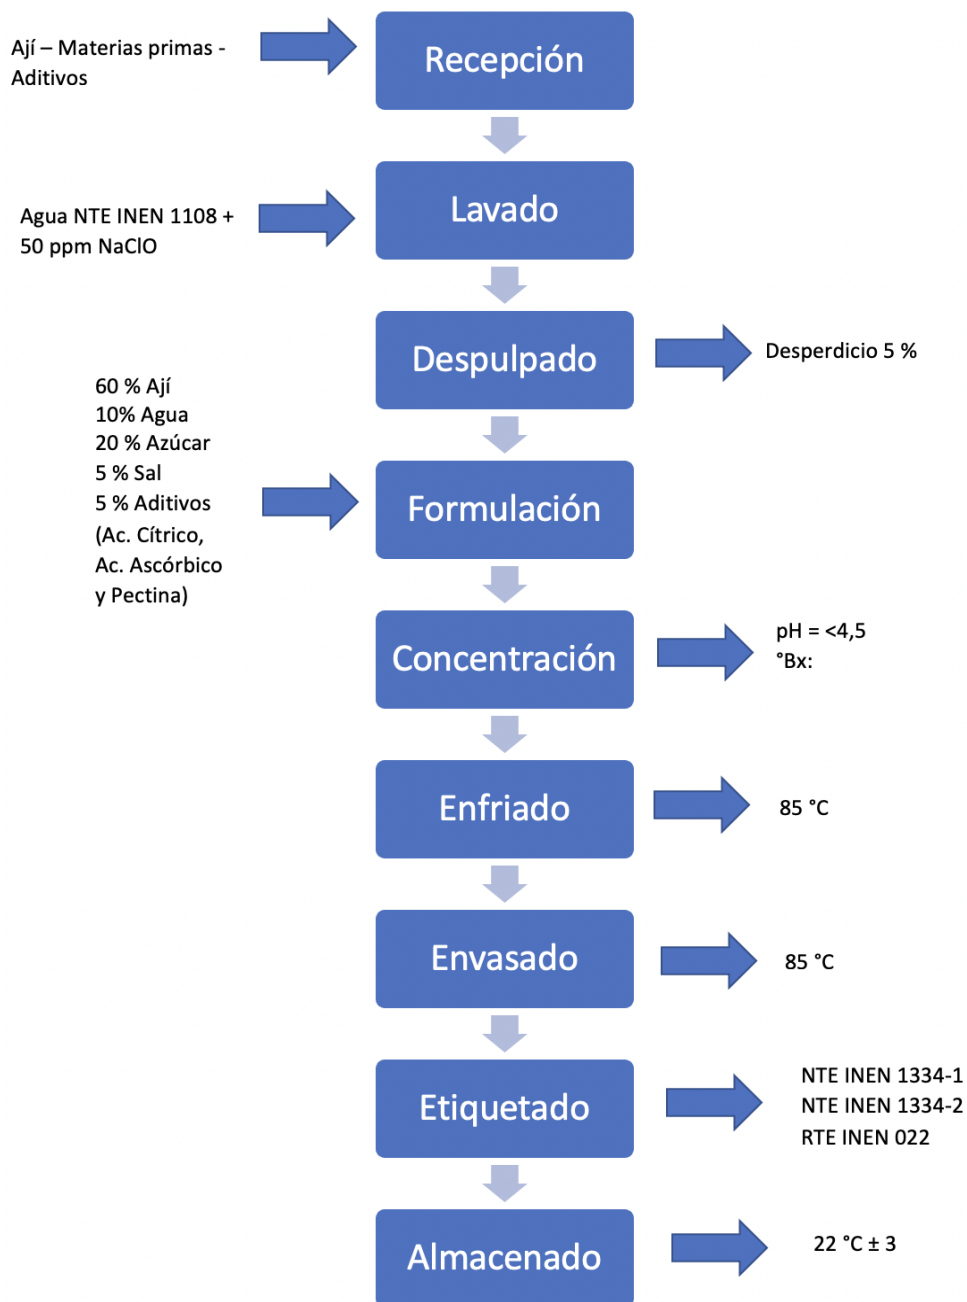 Ají – Materias primas -
Aditivos
Recepción
Agua NTE INEN 1108 +
50 ppm NaClO
Lavado
Despulpado
Desperdicio 5 %
60 % Ají
10% Agua
20 % Azúcar
5 % Sal
5 % Aditivos
(Ac. Cítrico,
Ac. Ascórbico
y Pectina)
Formulación
Concentración
pH = <4,5
°Bx:
Enfriado
85 °C
Envasado
85 °C
Etiquetado
NTE INEN 1334-1
NTE INEN 1334-2
RTE INEN 022
Almacenado
22 °C ± 3